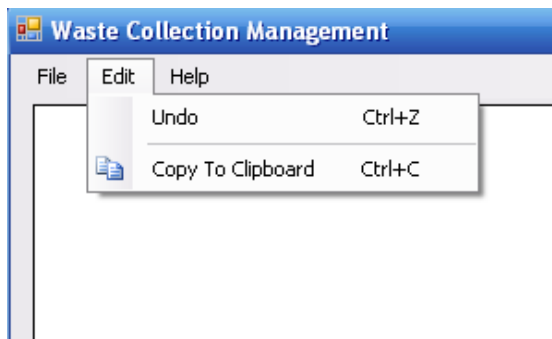 Waste Collection Management
File Edit Help
Undo Ctrl+Z
Copy To Clipboard Ctrl+C